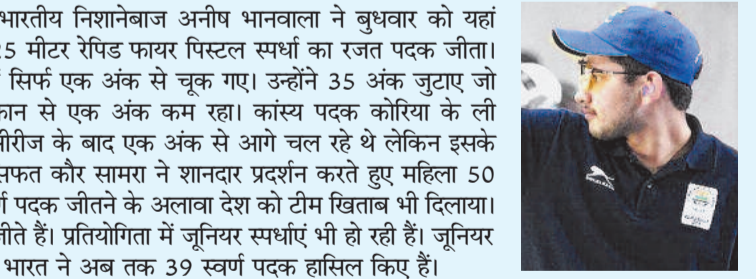 भारतीय निशानेबाज अनीष भानवाला ने बुधवार को यहां
25 मीटर रेपिड फायर पिस्टल स्पर्धा का रजत पदक जीता।
सिर्फ एक अंक से चूक गए। उन्होंने 35 अंक जुटाए जो
से एक अंक कम रहा। कांस्य पदक कोरिया के ली
के बाद एक अंक से आगे चल रहे थे लेकिन इसके
कौर सामरा ने शानदार प्रदर्शन करते हुए महिला 50
पदक जीतने के अलावा देश को टीम खिताब भी दिलाया।
हैं। प्रतियोगिता में जूनियर स्पर्धाएं भी हो रही हैं। जूनियर
भारत ने अब तक 39 स्वर्ण पदक हासिल किए हैं।